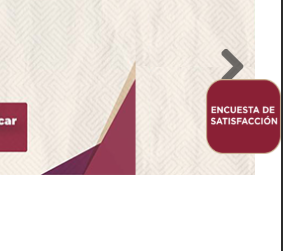 ENCUESTA DE
SATISFACCIÓN
car